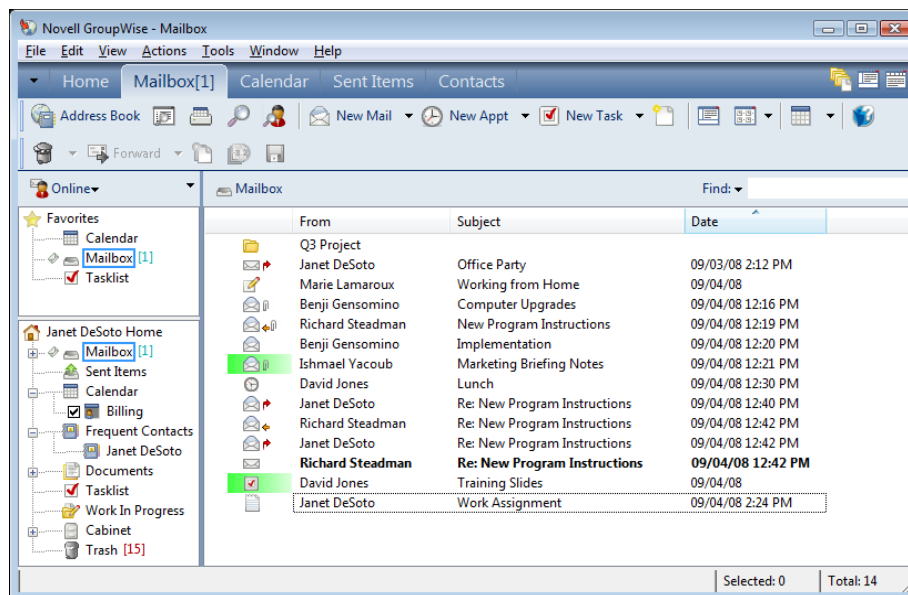 Novell GroupWise - Mailbox
File Edit View Actions Tools Window Help
Home Mailbox[1] Calendar Sent Items Contacts
Address Book New Mail New Appt New Task
Forward
Online Mailbox Find:
Favorites
Calendar
Mailbox [1]
Tasklist
Janet DeSoto Home
Mailbox [1]
Sent Items
Calendar
Billing
Frequent Contacts
Janet DeSoto
Documents
Tasklist
Work In Progress
Cabinet
Trash [15]
From Subject Date
Q3 Project
Janet DeSoto Office Party 09/03/08 2:12 PM
Marie Lamaroux Working from Home 09/04/08
Benji Gensomino Computer Upgrades 09/04/08 12:16 PM
Richard Steadman New Program Instructions 09/04/08 12:19 PM
Benji Gensomino Implementation 09/04/08 12:20 PM
Ishmael Yacoub Marketing Briefing Notes 09/04/08 12:21 PM
David Jones Lunch 09/04/08 12:30 PM
Janet DeSoto Re: New Program Instructions 09/04/08 12:40 PM
Richard Steadman Re: New Program Instructions 09/04/08 12:42 PM
Janet DeSoto Re: New Program Instructions 09/04/08 12:42 PM
Richard Steadman Re: New Program Instructions 09/04/08 12:42 PM
David Jones Training Slides 09/04/08
Janet DeSoto Work Assignment 09/04/08 2:24 PM
Selected: 0 Total: 14